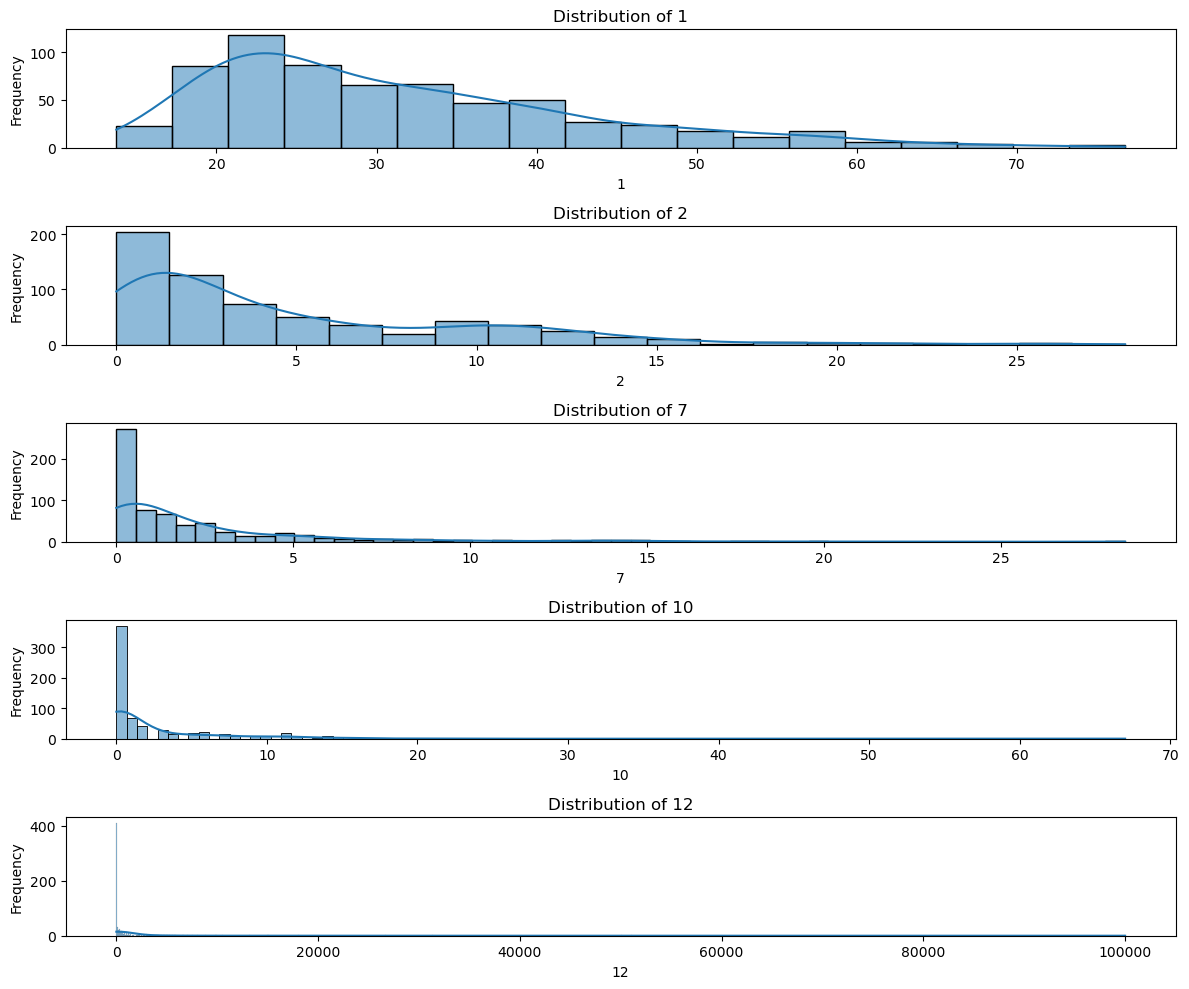 Distribution of 1
Frequency
100
50
0
20 30 40 50 60 70
1
Distribution of 2
Frequency
200
100
0
0 5 10 15 20 25
2
Distribution of 7
Frequency
200
100
0
0 5 10 15 20 25
7
Distribution of 10
Frequency
300
200
100
0
0 10 20 30 40 50 60 70
10
Distribution of 12
Frequency
400
200
0
0 20000 40000 60000 80000 100000
12